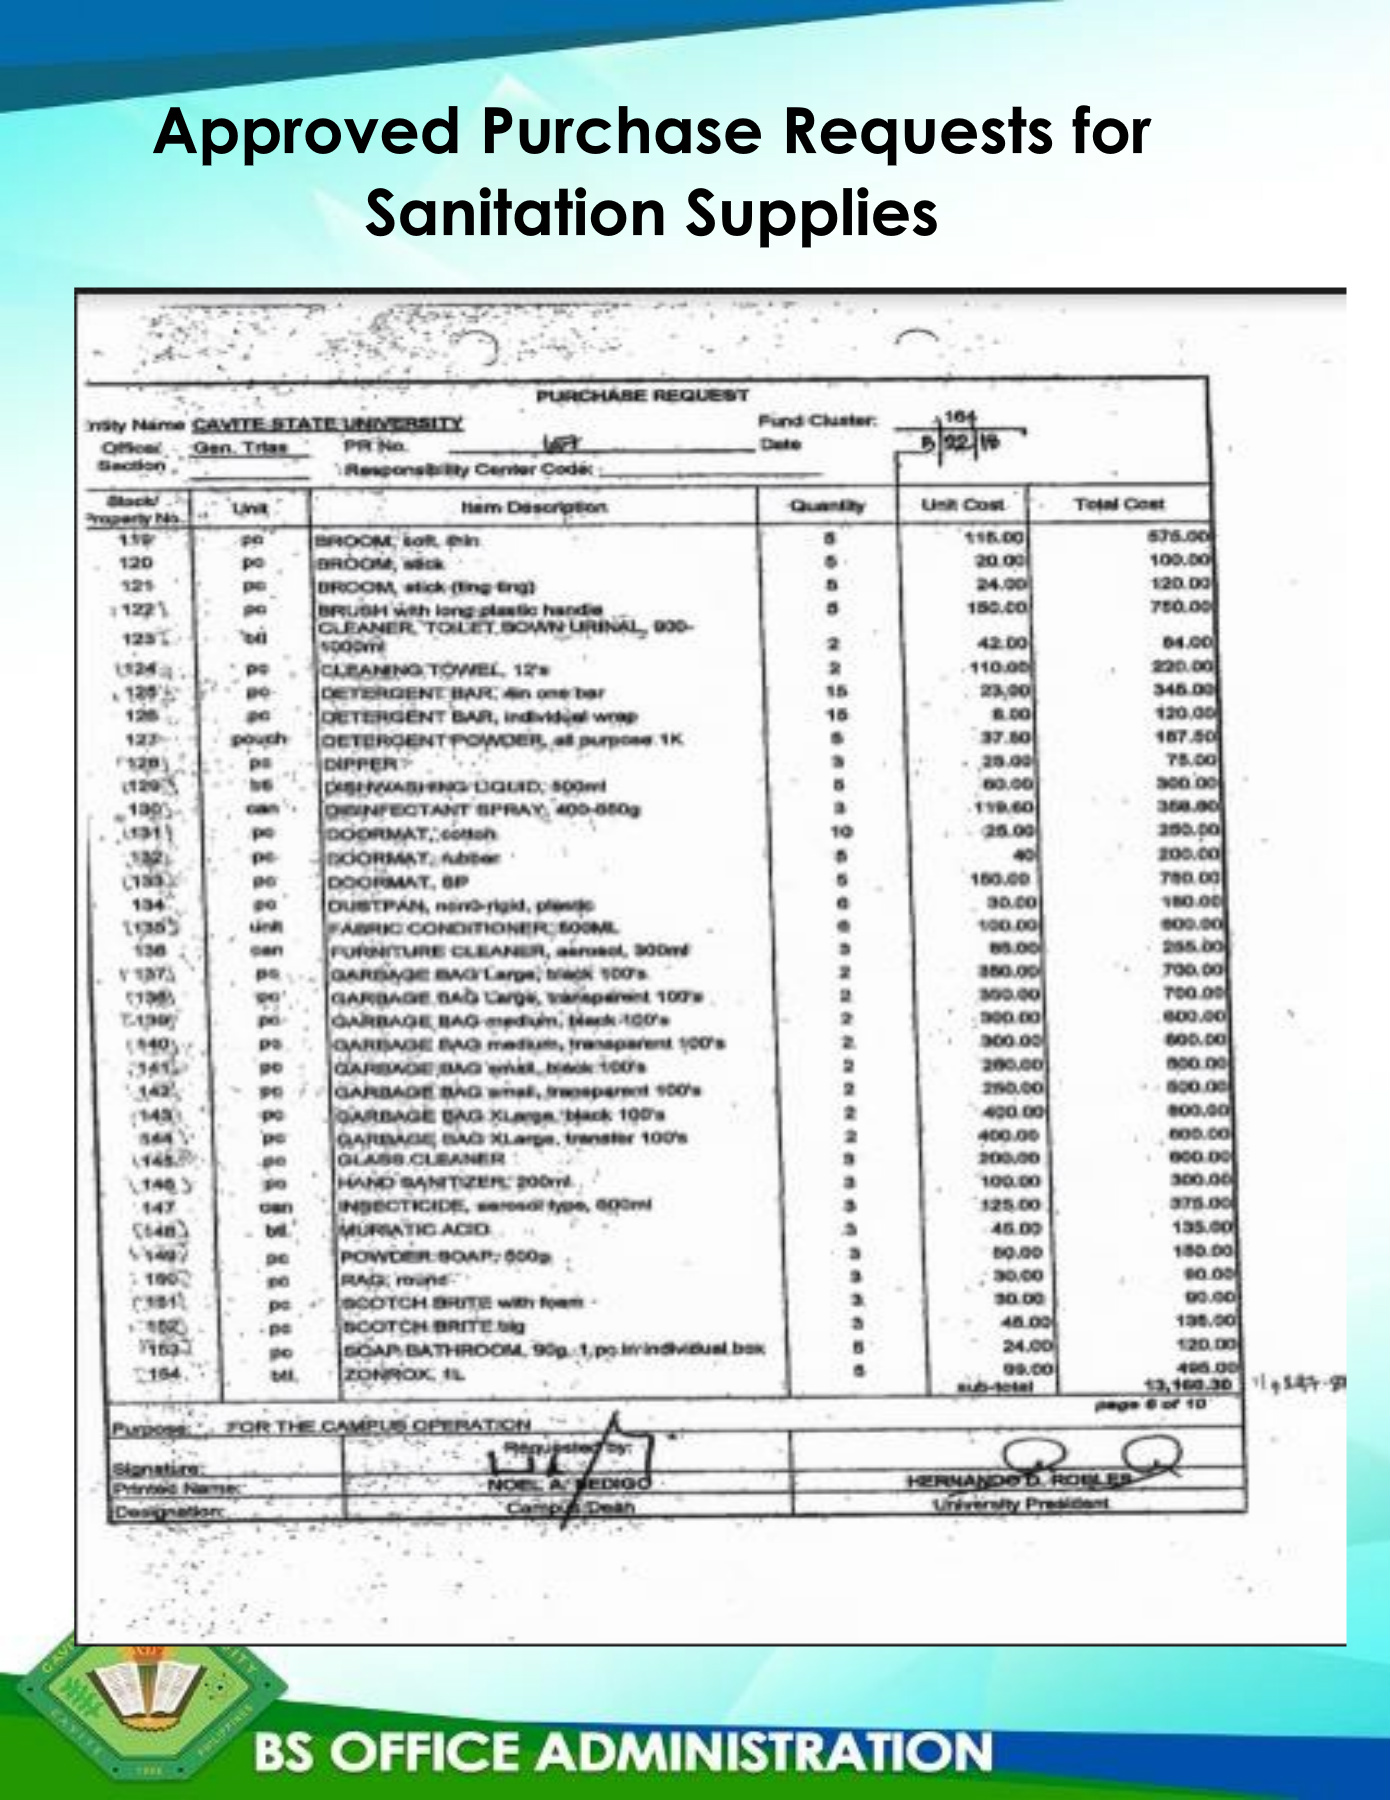 Approved Purchase Requests for
Sanitation Supplies
PURCHASE REQUEST
ntity Name CAVITE STATE UNIVERSITY Fund Cluster: 164
Office/ Gen. Trias PR No. Date 22
Section Responsibility Center Code:
Stock/
Property No. Unit Item Description Quantity Unit Cost Total Cost
119 pc BROOM, soft, thin 5 115.00 575.00
120 pc BROOM, stick 5 20.00 100.00
121 pc BROOM, stick (ting-ting) 5 24.00 120.00
122 pc BRUSH with long plastic handle 5 150.00 750.00
123 btl CLEANER, TOILET BOWN URINAL, 900-
1000ml 2 42.00 84.00
124 pc CLEANING TOWEL, 12's 2 110.00 220.00
125 pc DETERGENT BAR, 4in one bar 15 23.00 345.00
126 pc DETERGENT BAR, individual wrap 15 120.00
127 pouch DETERGENT POWDER, all purpose 1K 5 37.50 187.50
128 pc DIPPER 3 25.00 75.00
129 btl DISHWASHING LIQUID, 500ml 5 60.00 300.00
130 can DISINFECTANT SPRAY, 3 119.60 358.80
131 pc DOORMAT, cotton 10 25.00 250.00
132 pc DOORMAT, rubber 5 40 200.00
133 pc DOORMAT, 5 150.00 750.00
134 pc DUSTPAN, non0-rigid, plastic 6 30.00 180.00
135 unit FABRIC CONDITIONER, 500ML 6 100.00 600.00
136 can FURNITURE CLEANER, aerosol, 300ml 3 85.00 255.00
137 pc GARBAGE BAG Large, black 100's 2 350.00 700.00
138 pc GARBAGE BAG Large, transparent 100's 2 350.00 700.00
139 pc GARBAGE BAG medium, black 100's 2 300.00 600.00
140 pc GARBAGE BAG medium, transparent 100's 2 300.00 600.00
141 pc GARBAGE BAG small, black 100's 2 500.00
142 pc GARBAGE BAG small, transparent 100's 2 250.00 500.00
143 pc GARBAGE BAG XLarge, black 100's 2 400.00 800.00
144 pc GARBAGE BAG XLarge, transfer 100's 2 400.00
145 pc GLASS CLEANER 3 200.00 600.00
146 pc HAND SANITIZER, 200ml 3 100.00 300.00
147 can INSECTICIDE, aerosol type, 600ml 3 125.00 375.00
148 btl. MURIATIC ACID 3 45.00 135.00
149 pc POWDER SOAP, 500g 3
150 pc RAG, round 3 30.00 90.00
151 pc SCOTCH BRITE with foam 3 30.00 90.00
152 pc SCOTCH BRITE big 3 45.00 135.00
153 pc SOAP BATHROOM, 90g, 1 pc in individual box 5 24.00 120.00
154 btl. ZONROX, 1L 5 99.00 495.00
sub-total 13,160.30
page 6 of 10
Purpose: FOR THE CAMPUS OPERATION
Requested by:
Signature:
Printed Name: NOEL A. SEDIGO HERNANDO D. ROBLES
Designation: Campus Dean University President
CAVITE
PHILIPPINES
BS OFFICE ADMINISTRATION